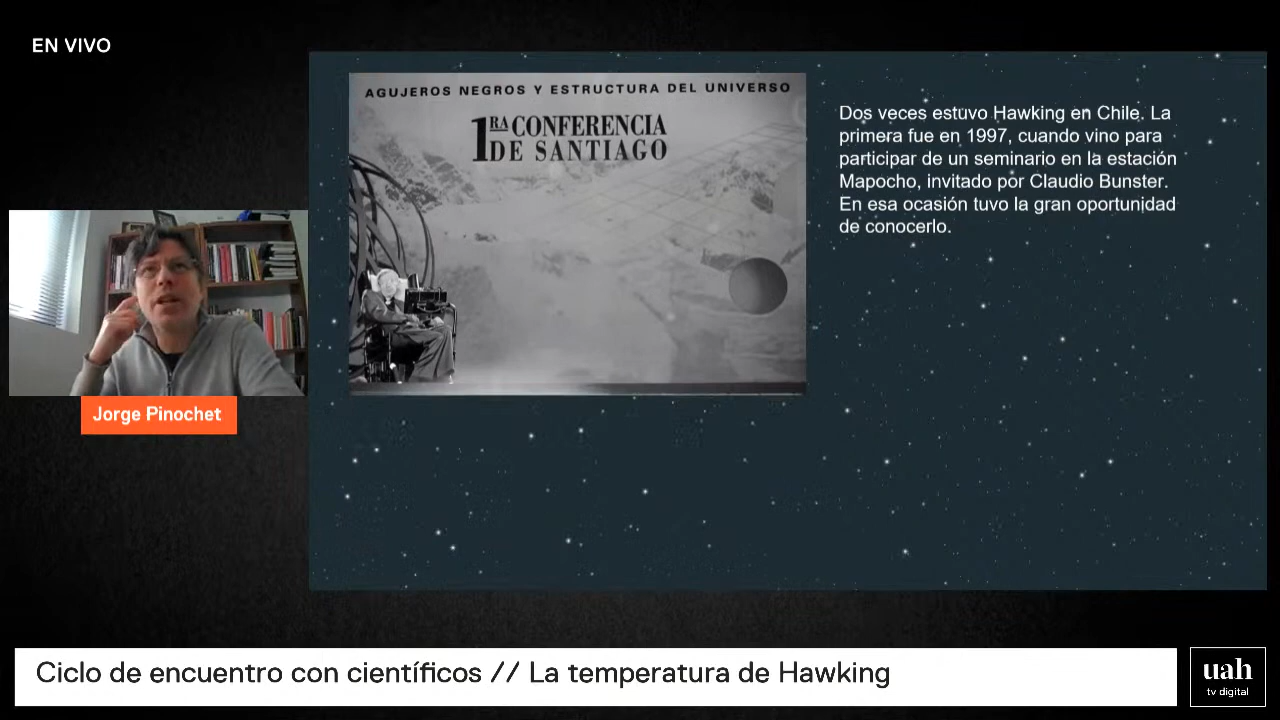 EN VIVO
AGUJEROS NEGROS Y ESTRUCTURA DEL UNIVERSO
1RA CONFERENCIA
DE SANTIAGO
Dos veces estuvo Hawking en Chile. La
primera fue en 1997, cuando vino para
participar de un seminario en la estación
Mapocho, invitado por Claudio Bunster.
En esa ocasión tuvo la gran oportunidad
de conocerlo.
Jorge Pinochet
Ciclo de encuentro con científicos // La temperatura de Hawking
uah
tv digital